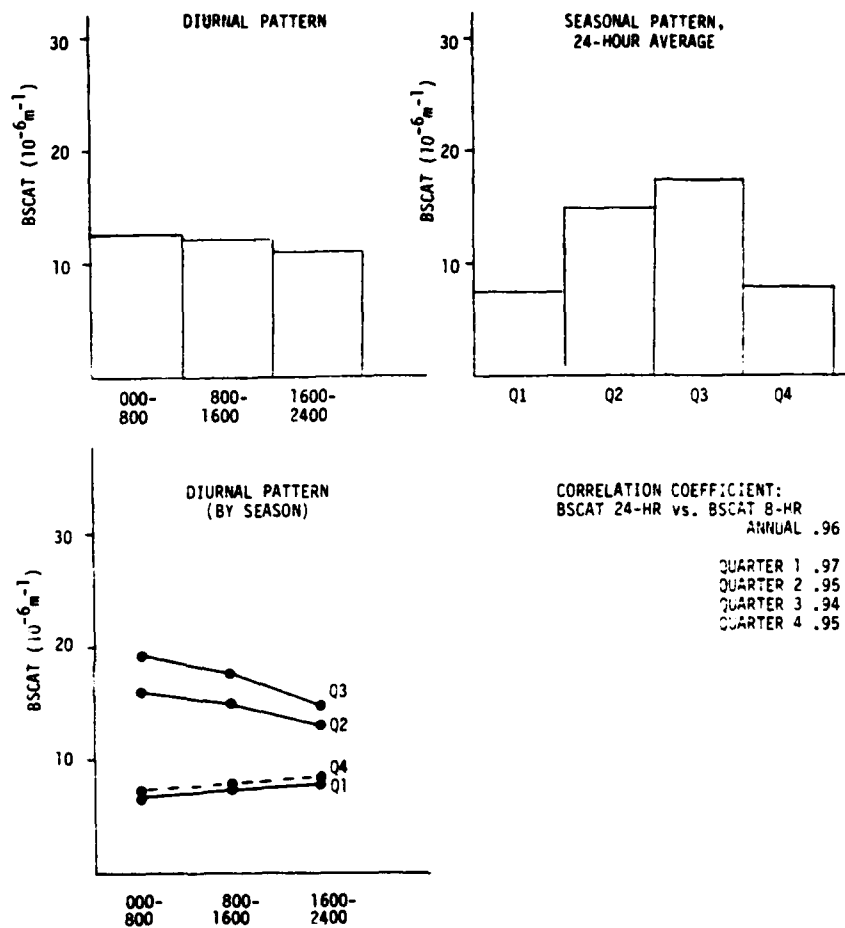 DIURNAL PATTERN
30
20
10
BSCAT (10⁻⁶m⁻¹)
000-
800
800-
1600
1600-
2400
SEASONAL PATTERN,
24-HOUR AVERAGE
30
20
10
BSCAT (10⁻⁶m⁻¹)
Q1 Q2 Q3 Q4
DIURNAL PATTERN
(BY SEASON)
30
20
10
BSCAT (10⁻⁶m⁻¹)
Q3
Q2
Q4
Q1
000-
800
800-
1600
1600-
2400
CORRELATION COEFFICIENT:
BSCAT 24-HR vs. BSCAT 8-HR
ANNUAL .96
QUARTER 1 .97
QUARTER 2 .95
QUARTER 3 .94
QUARTER 4 .95